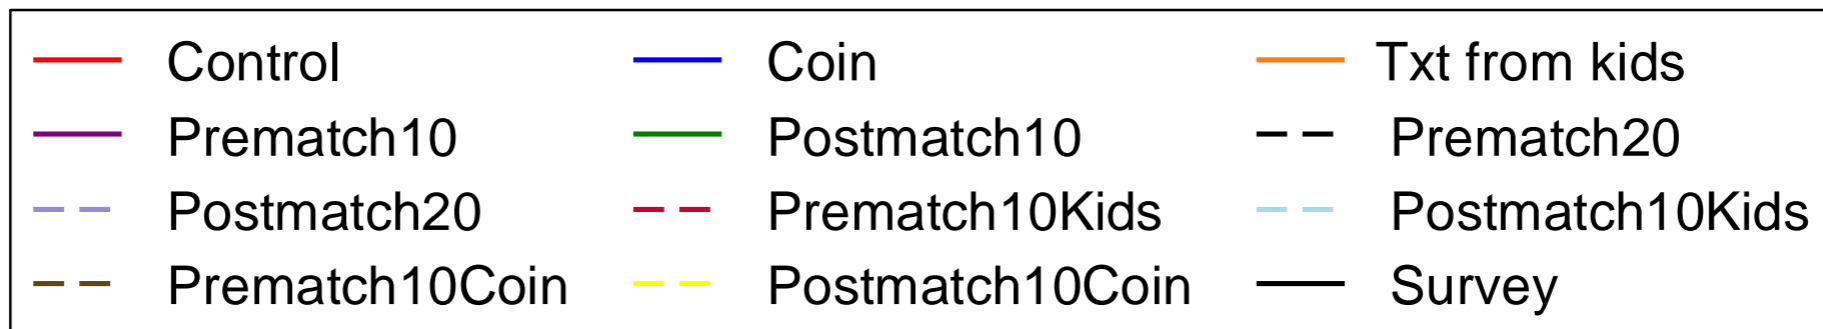 Control Coin Txt from kids
Prematch10 Postmatch10 Prematch20
Postmatch20 Prematch10Kids Postmatch10Kids
Prematch10Coin Postmatch10Coin Survey